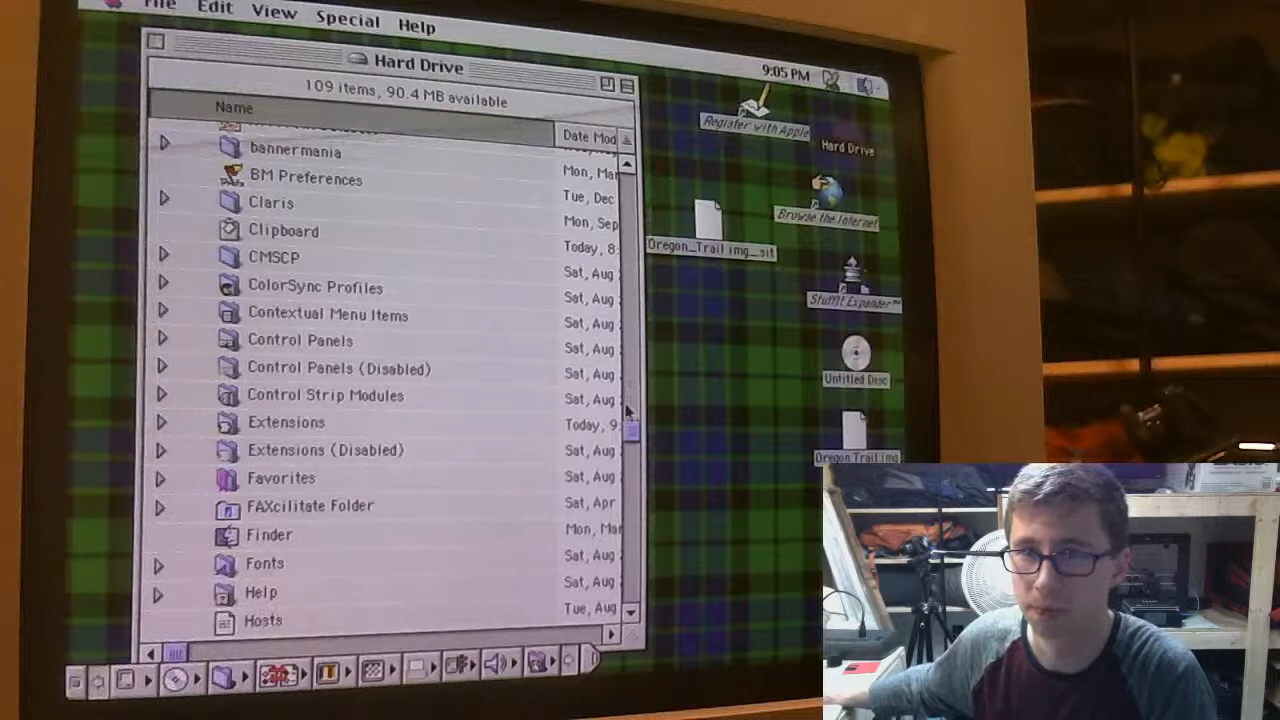 File Edit View Special Help
9:05 PM
Hard Drive
109 items, 90.4 MB available
Name
Date Mod
bannermania
BM Preferences
Mon, Mar
Claris
Tue, Dec
Clipboard
Mon, Sep
CMSCP
Today, 8:
ColorSync Profiles
Sat, Aug
Contextual Menu Items
Sat, Aug
Control Panels
Sat, Aug
Control Panels (Disabled)
Sat, Aug
Control Strip Modules
Sat, Aug
Extensions
Sat, Aug
Today, 9:
Extensions (Disabled)
Sat, Aug
Favorites
Sat, Aug
FAXcilitate Folder
Sat, Apr
Finder
Mon, Mar
Fonts
Sat, Aug
Help
Sat, Aug
Hosts
Tue, Aug
Register with Apple
Hard Drive
Browse the Internet
Oregon_Trail img_sit
StuffIt Expander™
Untitled Disc
Oregon Trail img